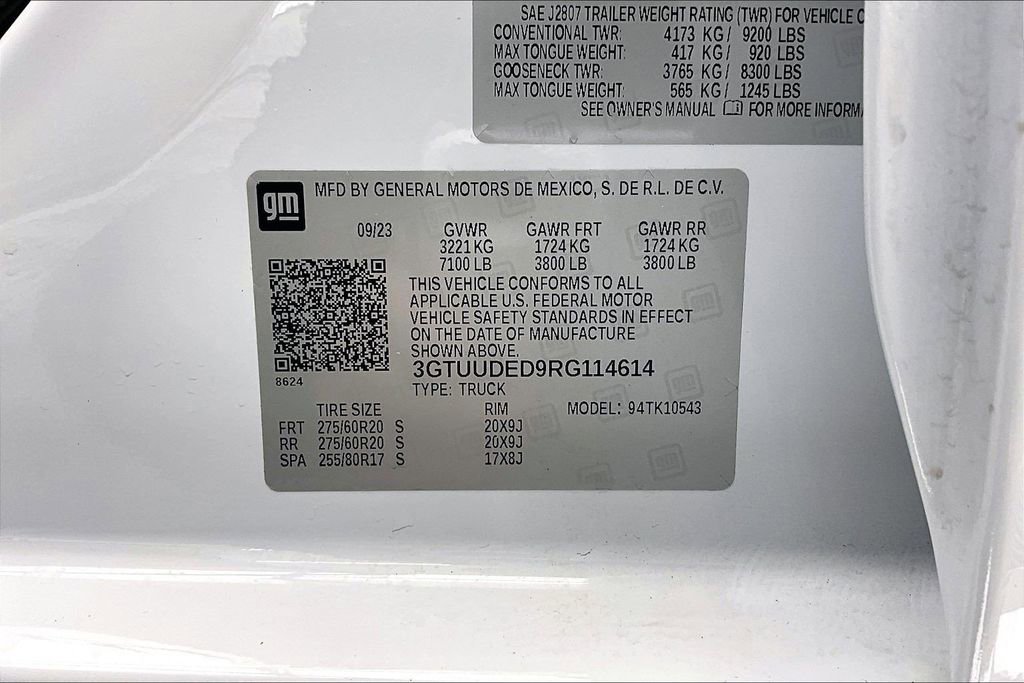 SAE J2807 TRAILER WEIGHT RATING (TWR) FOR VEHICLE
CONVENTIONAL TWR: 4173 KG / 9200 LBS
MAX TONGUE WEIGHT: 417 KG / 920 LBS
GOOSENECK TWR: 3765 KG / 8300 LBS
MAX TONGUE WEIGHT: 565 KG / 1245 LBS
SEE OWNER'S MANUAL FOR MORE INFORM
gm MFD BY GENERAL MOTORS DE MEXICO, S. DE R.L. DE C.V.
09/23 GVWR GAWR FRT GAWR RR
3221 KG 1724 KG 1724 KG
7100 LB 3800 LB 3800 LB
THIS VEHICLE CONFORMS TO ALL
APPLICABLE U.S. FEDERAL MOTOR
VEHICLE SAFETY STANDARDS IN EFFECT
ON THE DATE OF MANUFACTURE
SHOWN ABOVE.
3GTUUDED9RG114614
8624
TYPE: TRUCK
TIRE SIZE RIM MODEL: 94TK10543
FRT 275/60R20 S 20X9J
RR 275/60R20 S 20X9J
SPA 255/80R17 S 17X8J